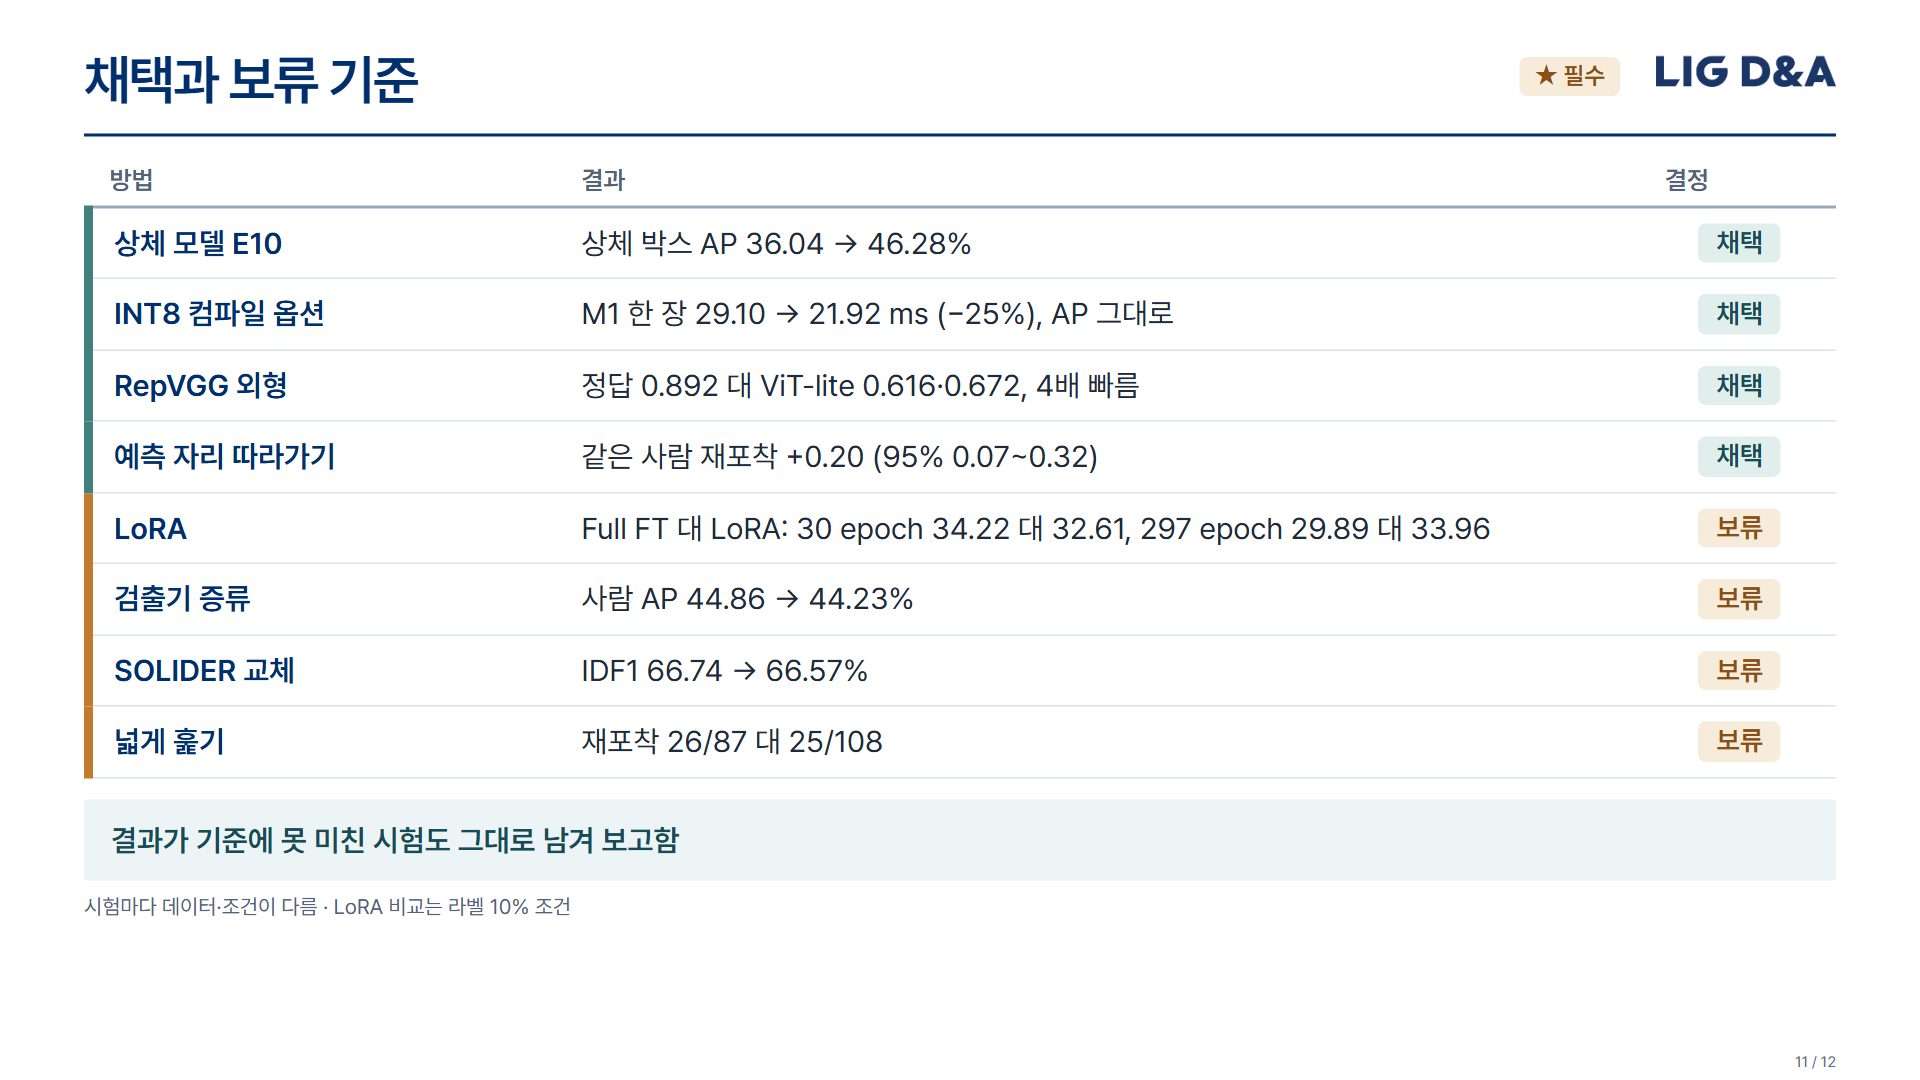 채택과 보류 기준
★ 필수
LIG D&A
방법 결과 결정
상체 모델 E10 상체 박스 AP 36.04 → 46.28% 채택
INT8 컴파일 옵션 M1 한 장 29.10 → 21.92 ms (−25%), AP 그대로 채택
RepVGG 외형 정답 0.892 대 ViT-lite 0.616·0.672, 4배 빠름 채택
예측 자리 따라가기 같은 사람 재포착 +0.20 (95% 0.07~0.32) 채택
LoRA Full FT 대 LoRA: 30 epoch 34.22 대 32.61, 297 epoch 29.89 대 33.96 보류
검출기 증류 사람 AP 44.86 → 44.23% 보류
SOLIDER 교체 IDF1 66.74 → 66.57% 보류
넓게 훑기 재포착 26/87 대 25/108 보류
결과가 기준에 못 미친 시험도 그대로 남겨 보고함
시험마다 데이터·조건이 다름 · LoRA 비교는 라벨 10% 조건
11 / 12